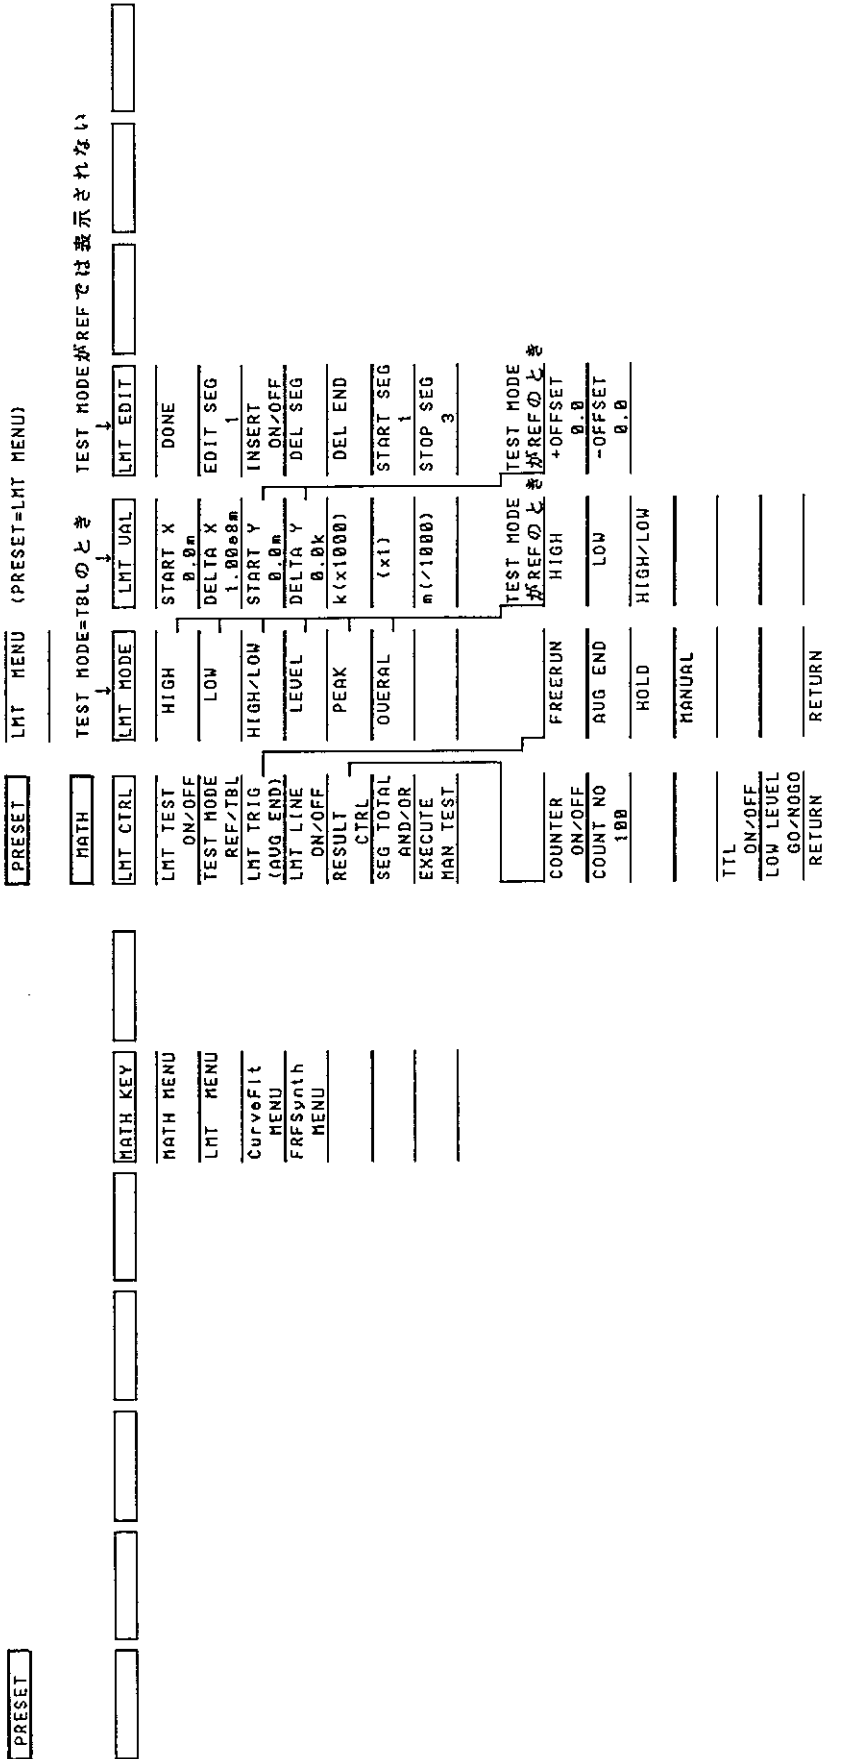 PRESET
MATH KEY
MATH MENU
LMT MENU
CurveFit
MENU
FRFSynth
MENU
PRESET
LMT MENU (PRESET=LMT MENU)
MATH
TEST MODE=TBLのとき
TEST MODEがREFでは表示されない
↓
↓
↓
LMT CTRL
LMT TEST
ON/OFF
TEST MODE
REF/TBL
LMT TRIG
(AVG END)
LMT LINE
ON/OFF
RESULT
CTRL
SEG TOTAL
AND/OR
EXECUTE
MAN TEST
LMT MODE
HIGH
LOW
HIGH/LOW
LEVEL
PEAK
OVERAL
LMT VAL
START X
0.0m
DELTA X
START Y
0.0m
DELTA Y
0.0k
k(x1000)
(x1)
m(/1000)
LMT EDIT
DONE
EDIT SEG
1
INSERT
ON/OFF
DEL SEG
DEL END
START SEG
1
STOP SEG
3
COUNTER
ON/OFF
COUNT NO
100
TTL
ON/OFF
LOW LEVEL
GO/NOGO
RETURN
FREERUN
AVG END
HOLD
MANUAL
RETURN
TEST MODE
がREFのとき
HIGH
LOW
HIGH/LOW
TEST MODE
がREFのとき
+OFFSET
0.0
-OFFSET
0.0